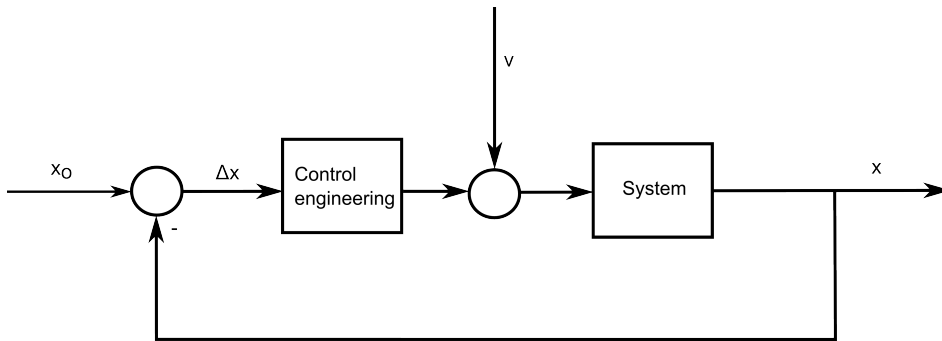 v
xO
Δx
Control
engineering
System
x
-